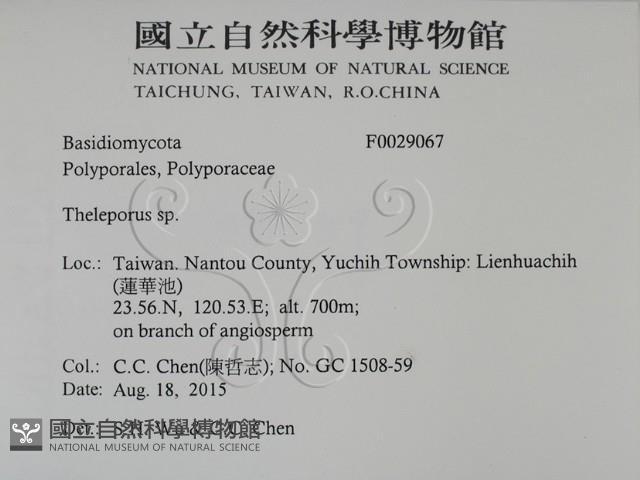 國立自然科學博物館
NATIONAL MUSEUM OF NATURAL SCIENCE
TAICHUNG, TAIWAN, R.O.CHINA
Basidiomycota F0029067
Polyporales, Polyporaceae
Theleporus sp.
Loc.: Taiwan. Nantou County, Yuchih Township: Lienhuachih
(蓮華池)
23.56.N, 120.53.E; alt. 700m;
on branch of angiosperm
Col.: C.C. Chen(陳哲志); No. GC 1508-59
Date: Aug. 18, 2015
Chen
國立自然科學博物館
NATIONAL MUSEUM OF NATURAL SCIENCE